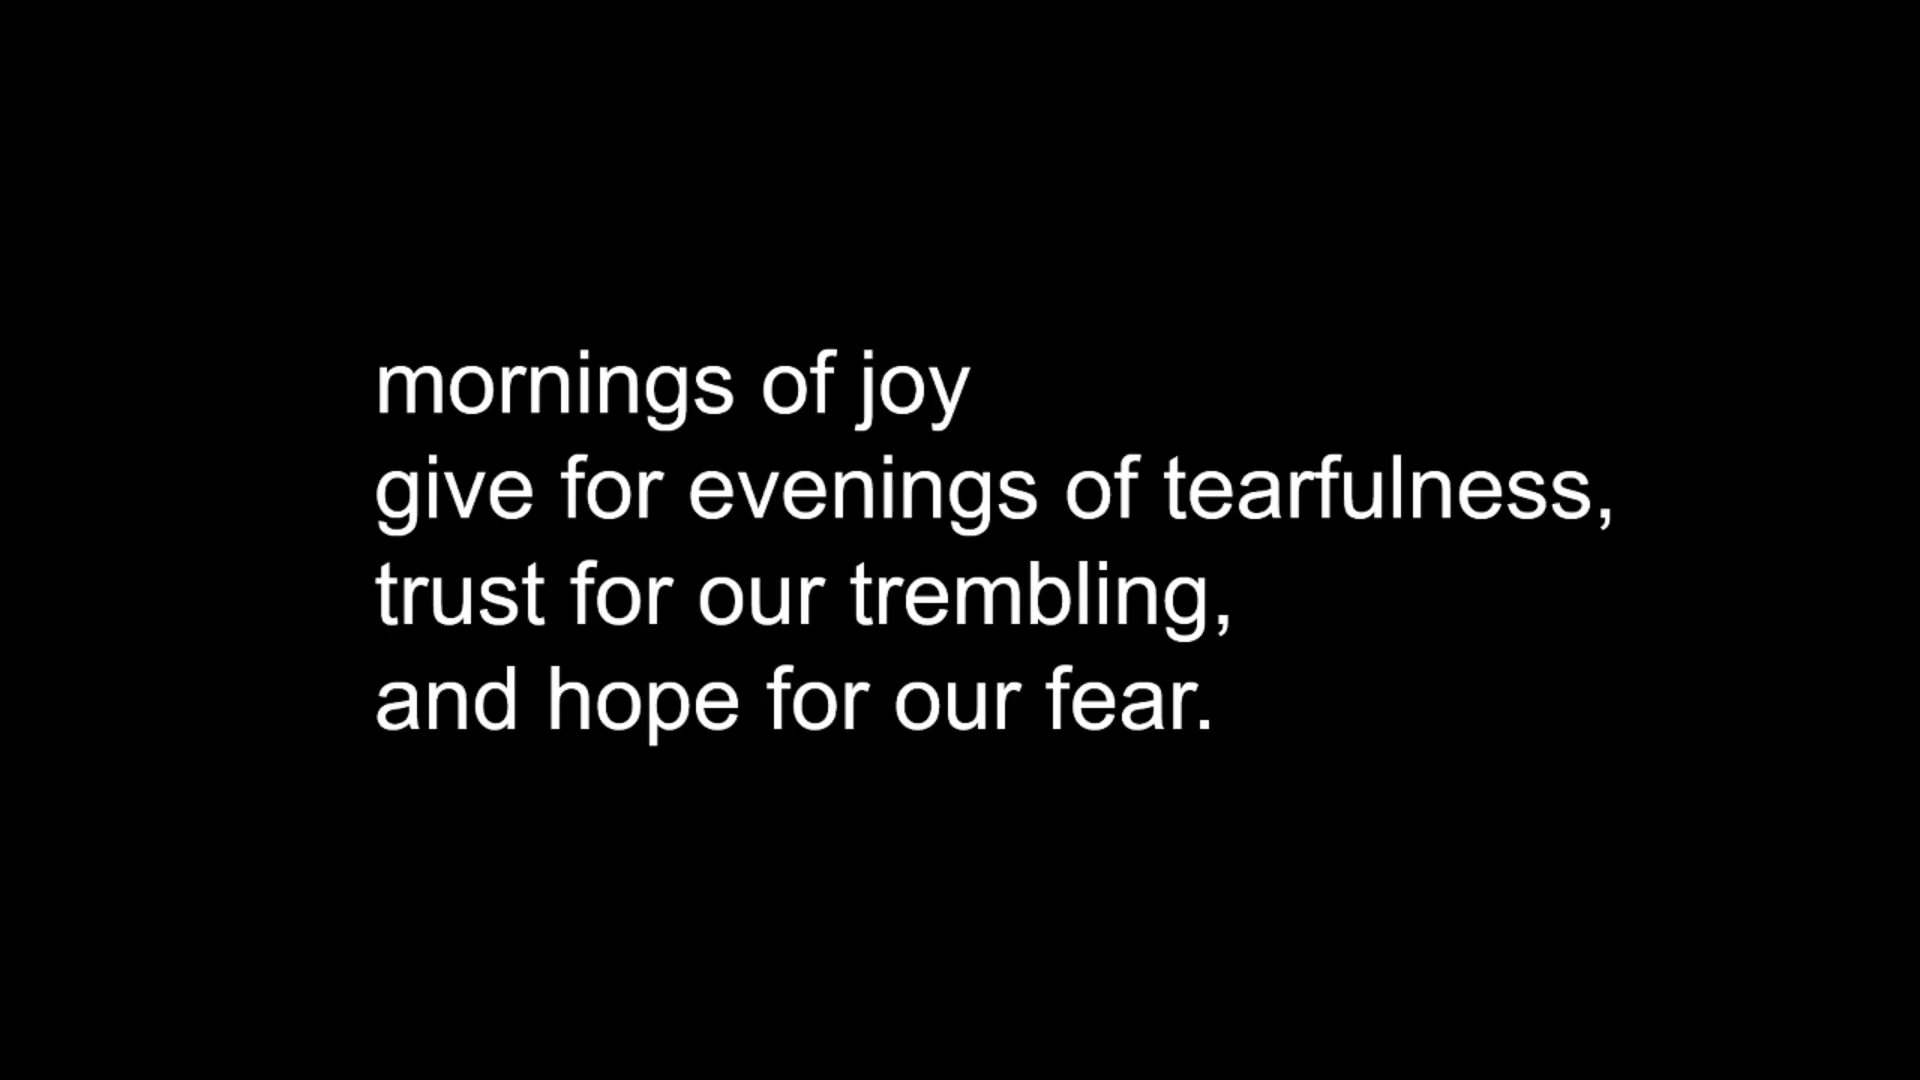 mornings of joy
give for evenings of tearfulness,
trust for our trembling,
and hope for our fear.